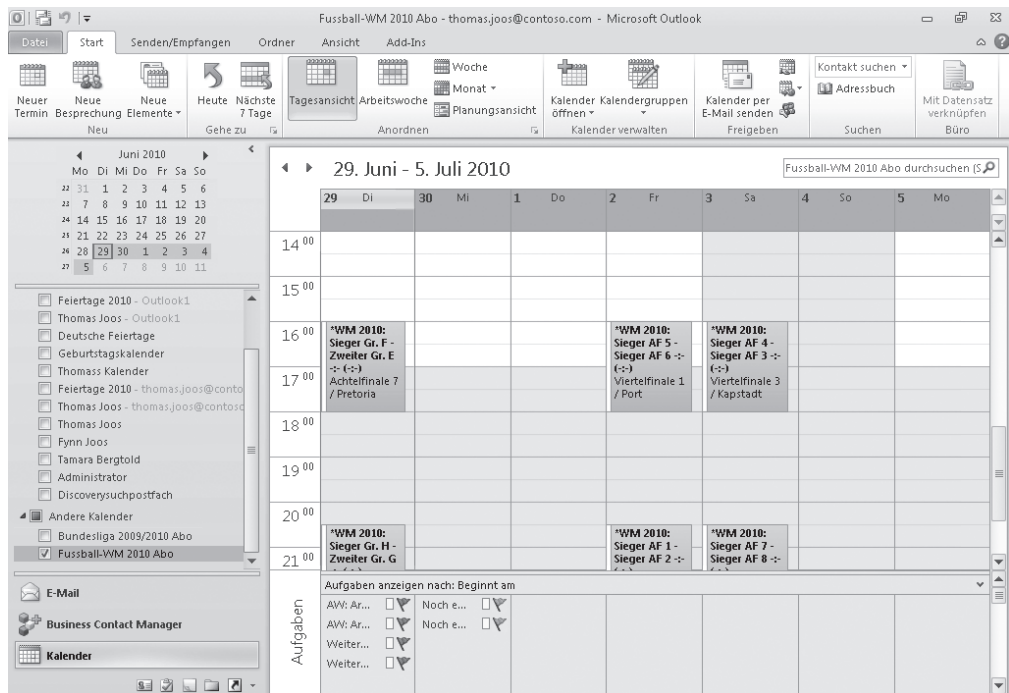 Fussball-WM 2010 Abo - thomas.joos@contoso.com - Microsoft Outlook
Datei Start Senden/Empfangen Ordner Ansicht Add-Ins
Neuer Termin
Neue Besprechung
Neue Elemente
Neu
Heute
Nächste 7 Tage
Gehe zu
Tagesansicht
Arbeitswoche
Woche
Monat
Planungsansicht
Anordnen
Kalender öffnen
Kalendergruppen
Kalender verwalten
Kalender per E-Mail senden
Freigeben
Kontakt suchen
Adressbuch
Suchen
Mit Datensatz verknüpfen
Büro
Juni 2010
Mo Di Mi Do Fr Sa So
22 31 1 2 3 4 5 6
23 7 8 9 10 11 12 13
24 14 15 16 17 18 19 20
25 21 22 23 24 25 26 27
26 28 29 30 1 2 3 4
27 5 6 7 8 9 10 11
Feiertage 2010 - Outlook1
Thomas Joos - Outlook1
Deutsche Feiertage
Geburtstagskalender
Thomass Kalender
Feiertage 2010 - thomas.joos@conto
Thomas Joos - thomas.joos@contoso
Thomas Joos
Fynn Joos
Tamara Bergtold
Administrator
Discoverysuchpostfach
Andere Kalender
Bundesliga 2009/2010 Abo
Fussball-WM 2010 Abo
E-Mail
Business Contact Manager
Kalender
29. Juni - 5. Juli 2010
Fussball-WM 2010 Abo durchsuchen (S
29 Di 30 Mi 1 Do 2 Fr 3 Sa 4 So 5 Mo
14 00
15 00
16 00
17 00
18 00
19 00
20 00
21 00
*WM 2010:
Sieger Gr. F -
Zweiter Gr. E
-:- (-:-)
Achtelfinale 7
/ Pretoria
*WM 2010:
Sieger AF 5 -
Sieger AF 6 -:-
(-:-)
Viertelfinale 1
/ Port
*WM 2010:
Sieger AF 4 -
Sieger AF 3 -:-
(-:-)
Viertelfinale 3
/ Kapstadt
*WM 2010:
Sieger Gr. H -
Zweiter Gr. G
*WM 2010:
Sieger AF 1 -
Sieger AF 2 -:-
*WM 2010:
Sieger AF 7 -
Sieger AF 8 -:-
Aufgaben
Aufgaben anzeigen nach: Beginnt am
AW: Ar... Noch e...
AW: Ar... Noch e...
Weiter...
Weiter...